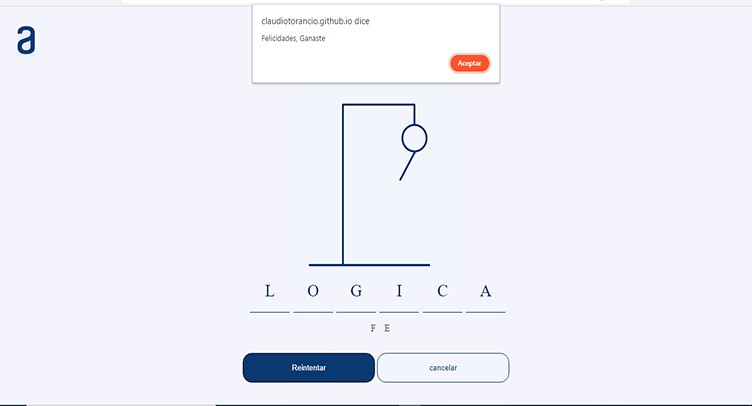 claudiotorancio.github.io dice
Felicidades, Ganaste
Aceptar
a
L O G I C A
F E
Reintentar
cancelar